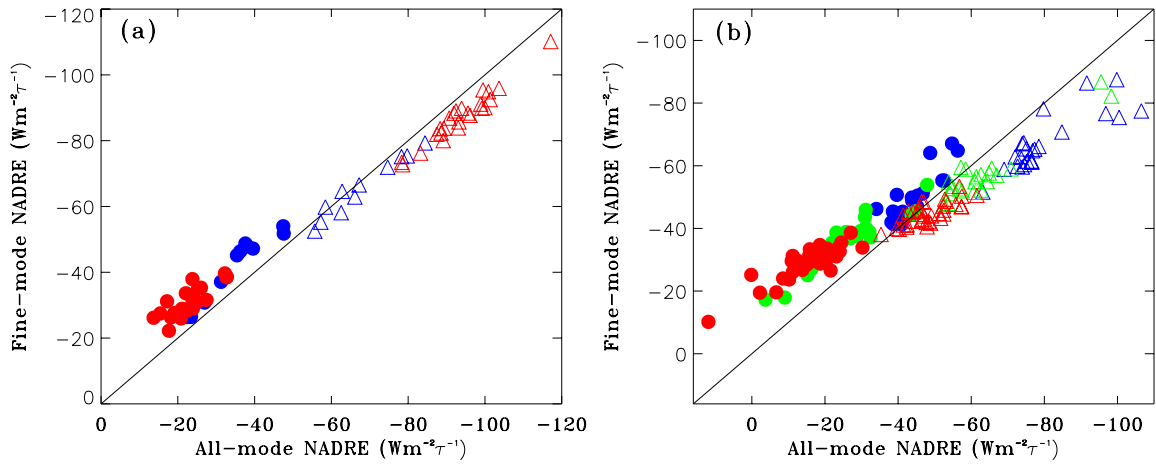 (a)
Fine-mode NADRE (Wm⁻²τ⁻¹)
-120
-100
-80
-60
-40
-20
0
0 -20 -40 -60 -80 -100 -120
All-mode NADRE (Wm⁻²τ⁻¹)
(b)
Fine-mode NADRE (Wm⁻²τ⁻¹)
-100
-80
-60
-40
-20
0
0 -20 -40 -60 -80 -100
All-mode NADRE (Wm⁻²τ⁻¹)